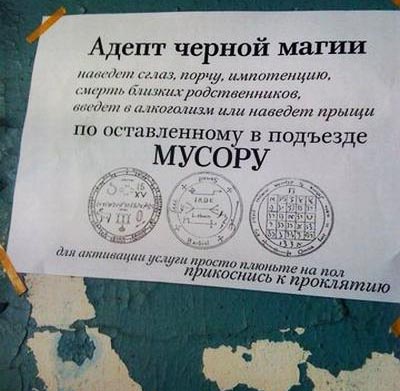 Адепт черной магии
наведет сглаз, порчу, импотенцию,
смерть близких родственников,
введет в алкоголизм или наведет прыщи
по оставленному в подъезде
МУСОРУ
для активации услуги просто плюньте на пол
прикоснись к проклятию